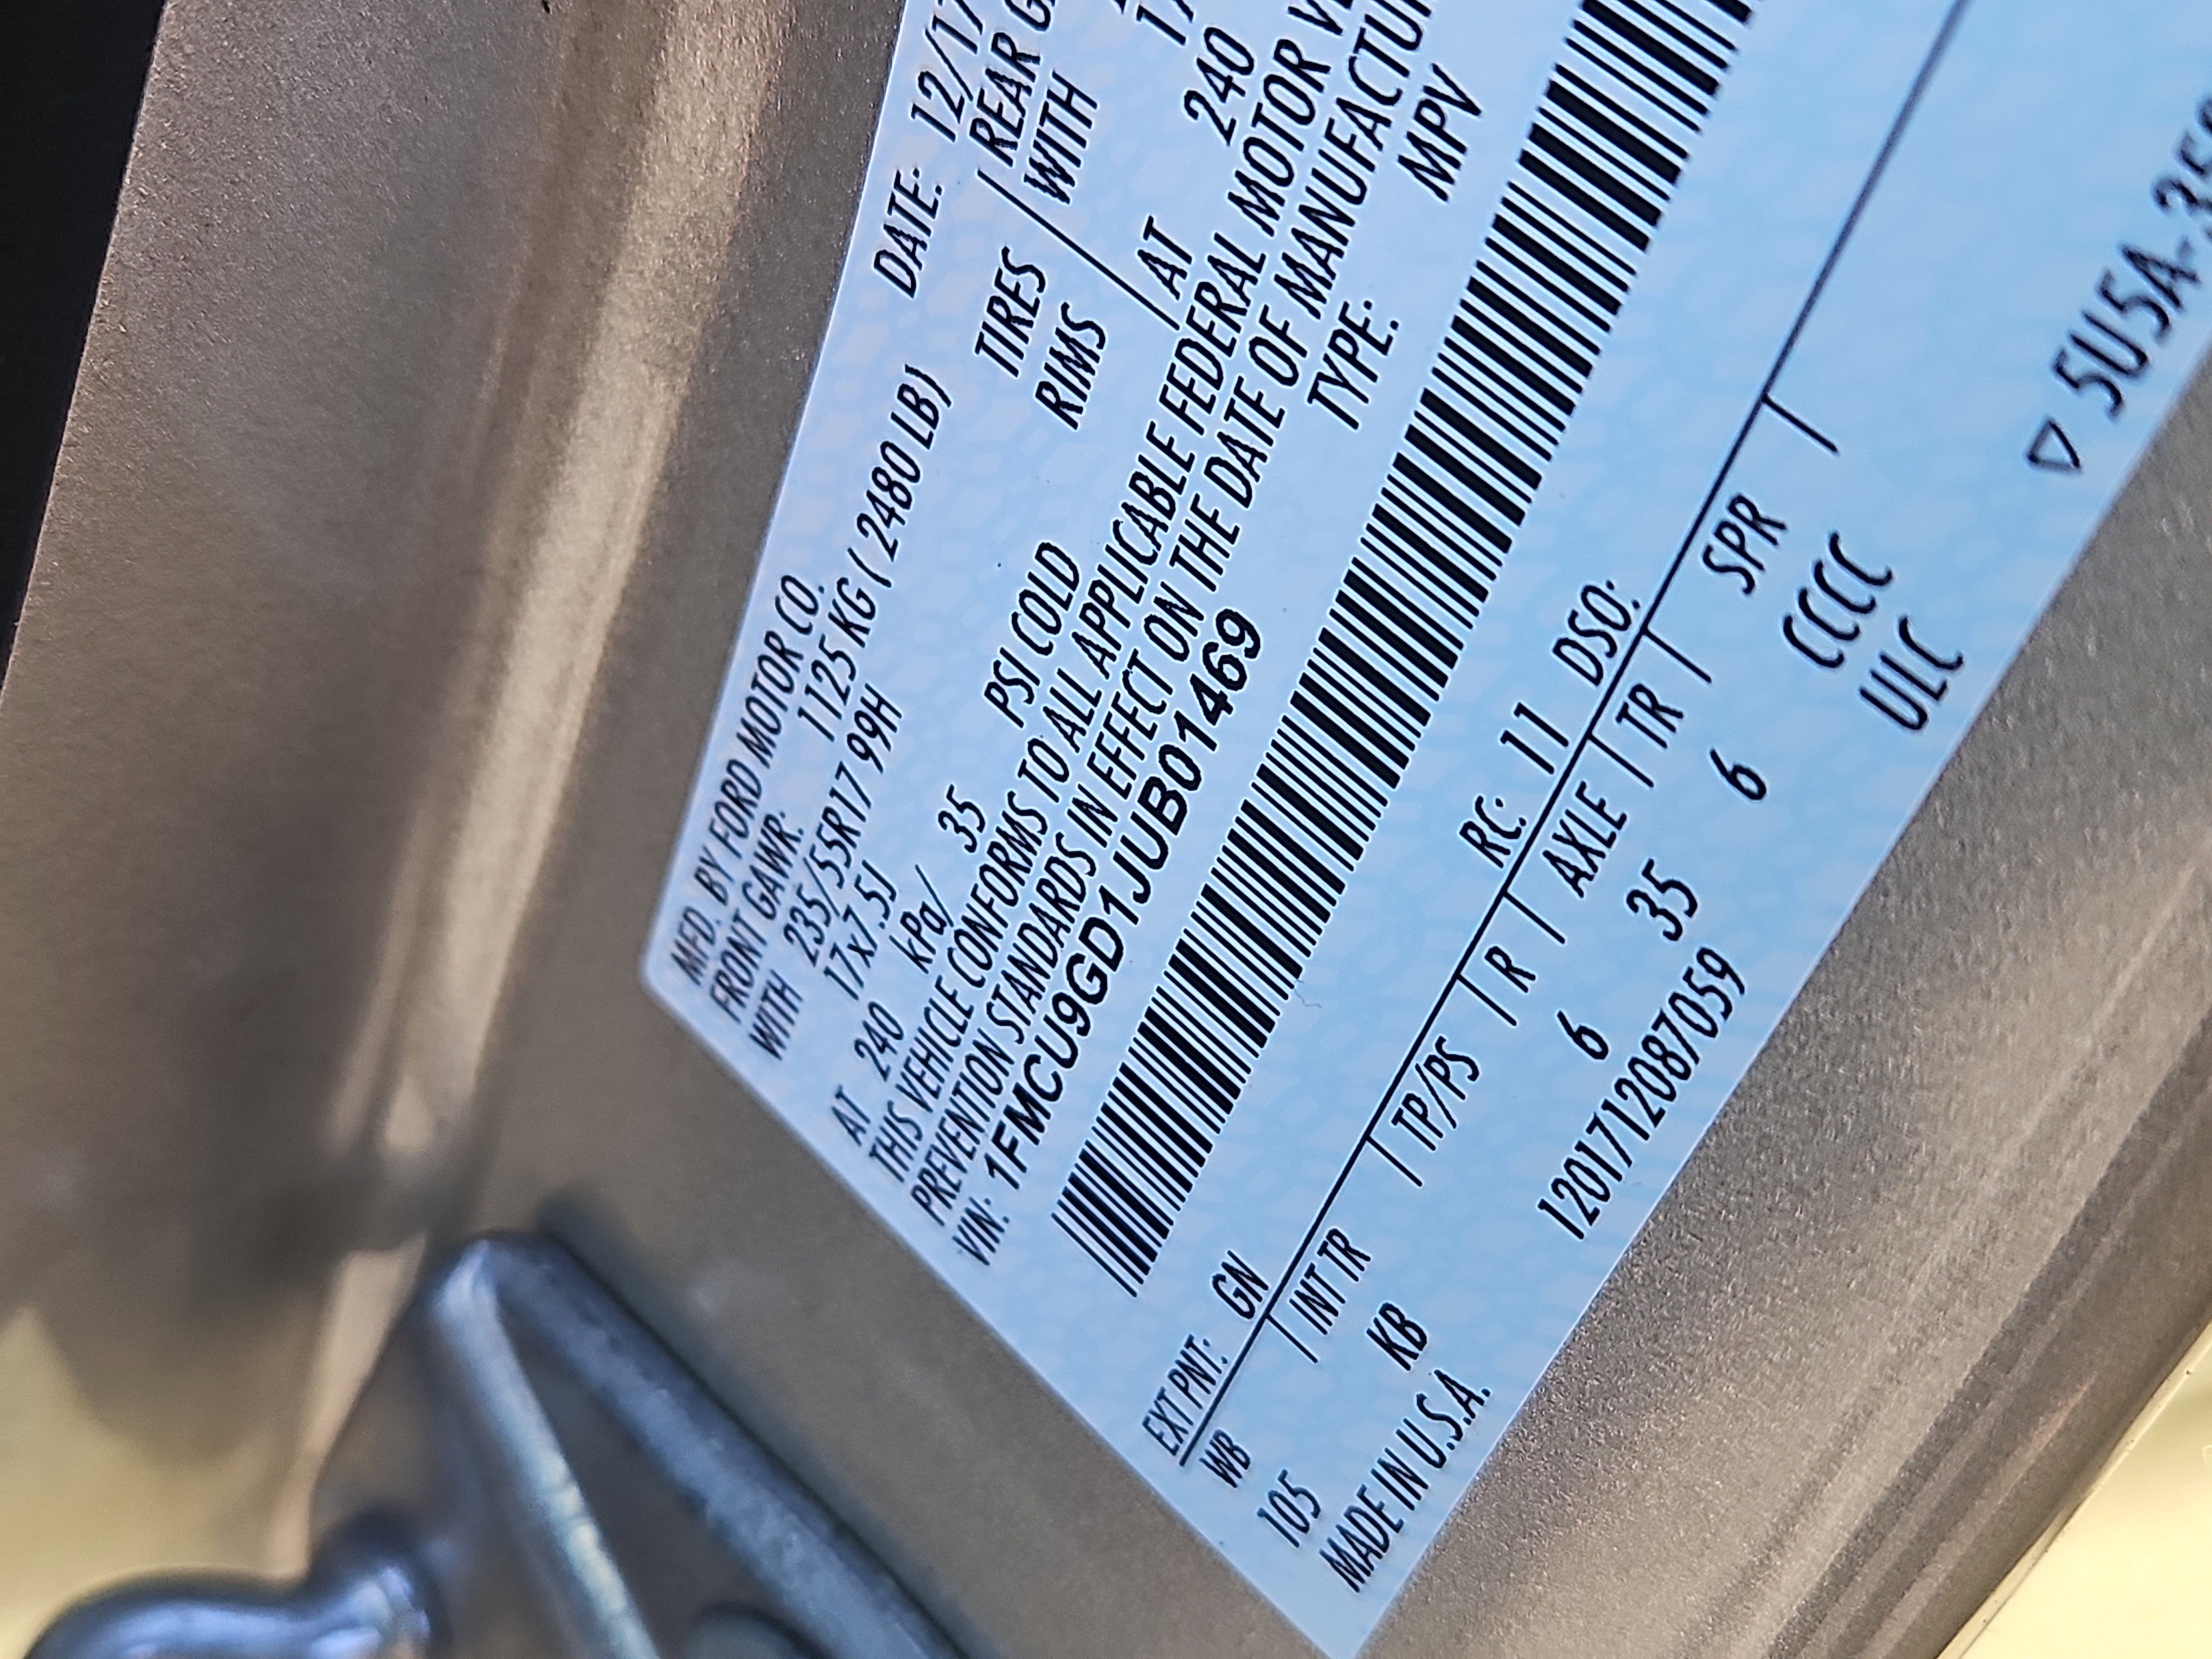 MFD. BY FORD MOTOR CO. DATE: 12/17
FRONT GAWR: 1125 KG ( 2480 LB) REAR
WITH 235/55R17 99H TIRES WITH
17x7.5J RIMS
AT 240 kPa/ 35 PSI COLD AT 240
THIS VEHICLE CONFORMS TO ALL APPLICABLE FEDERAL MOTOR
PREVENTION STANDARDS IN EFFECT ON THE DATE OF MANUFACTUR
VIN: 1FMCU9GD1JUB01469 TYPE: MPV
EXT PNT: GN RC: 11 DSO:
WB | INT TR | TP/PS | R | AXLE | TR | SPR |
105 KB 6 35 6 CCCC
MADE IN U.S.A. ULC
1201712087059
▽ 5U5A-